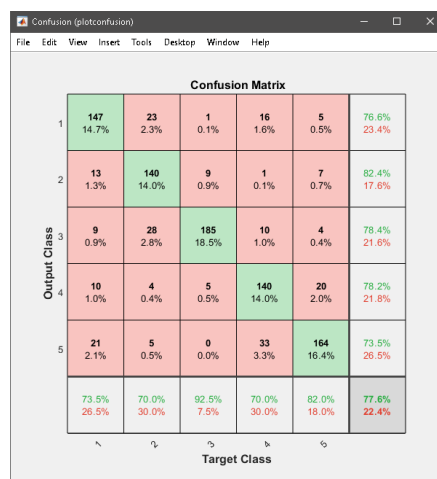 Confusion (plotconfusion)
File Edit View Insert Tools Desktop Window Help
Confusion Matrix
1 147 23 1 16 5 76.6%
14.7% 2.3% 0.1% 1.6% 0.5% 23.4%
2 13 140 9 1 7 82.4%
1.3% 14.0% 0.9% 0.1% 0.7% 17.6%
3 9 28 185 10 4 78.4%
0.9% 2.8% 18.5% 1.0% 0.4% 21.6%
4 10 4 5 140 20 78.2%
1.0% 0.4% 0.5% 14.0% 2.0% 21.8%
5 21 5 0 33 164 73.5%
2.1% 0.5% 0.0% 3.3% 16.4% 26.5%
73.5% 70.0% 92.5% 70.0% 82.0% 77.6%
26.5% 30.0% 7.5% 30.0% 18.0% 22.4%
1 2 3 4 5
Target Class
Output Class